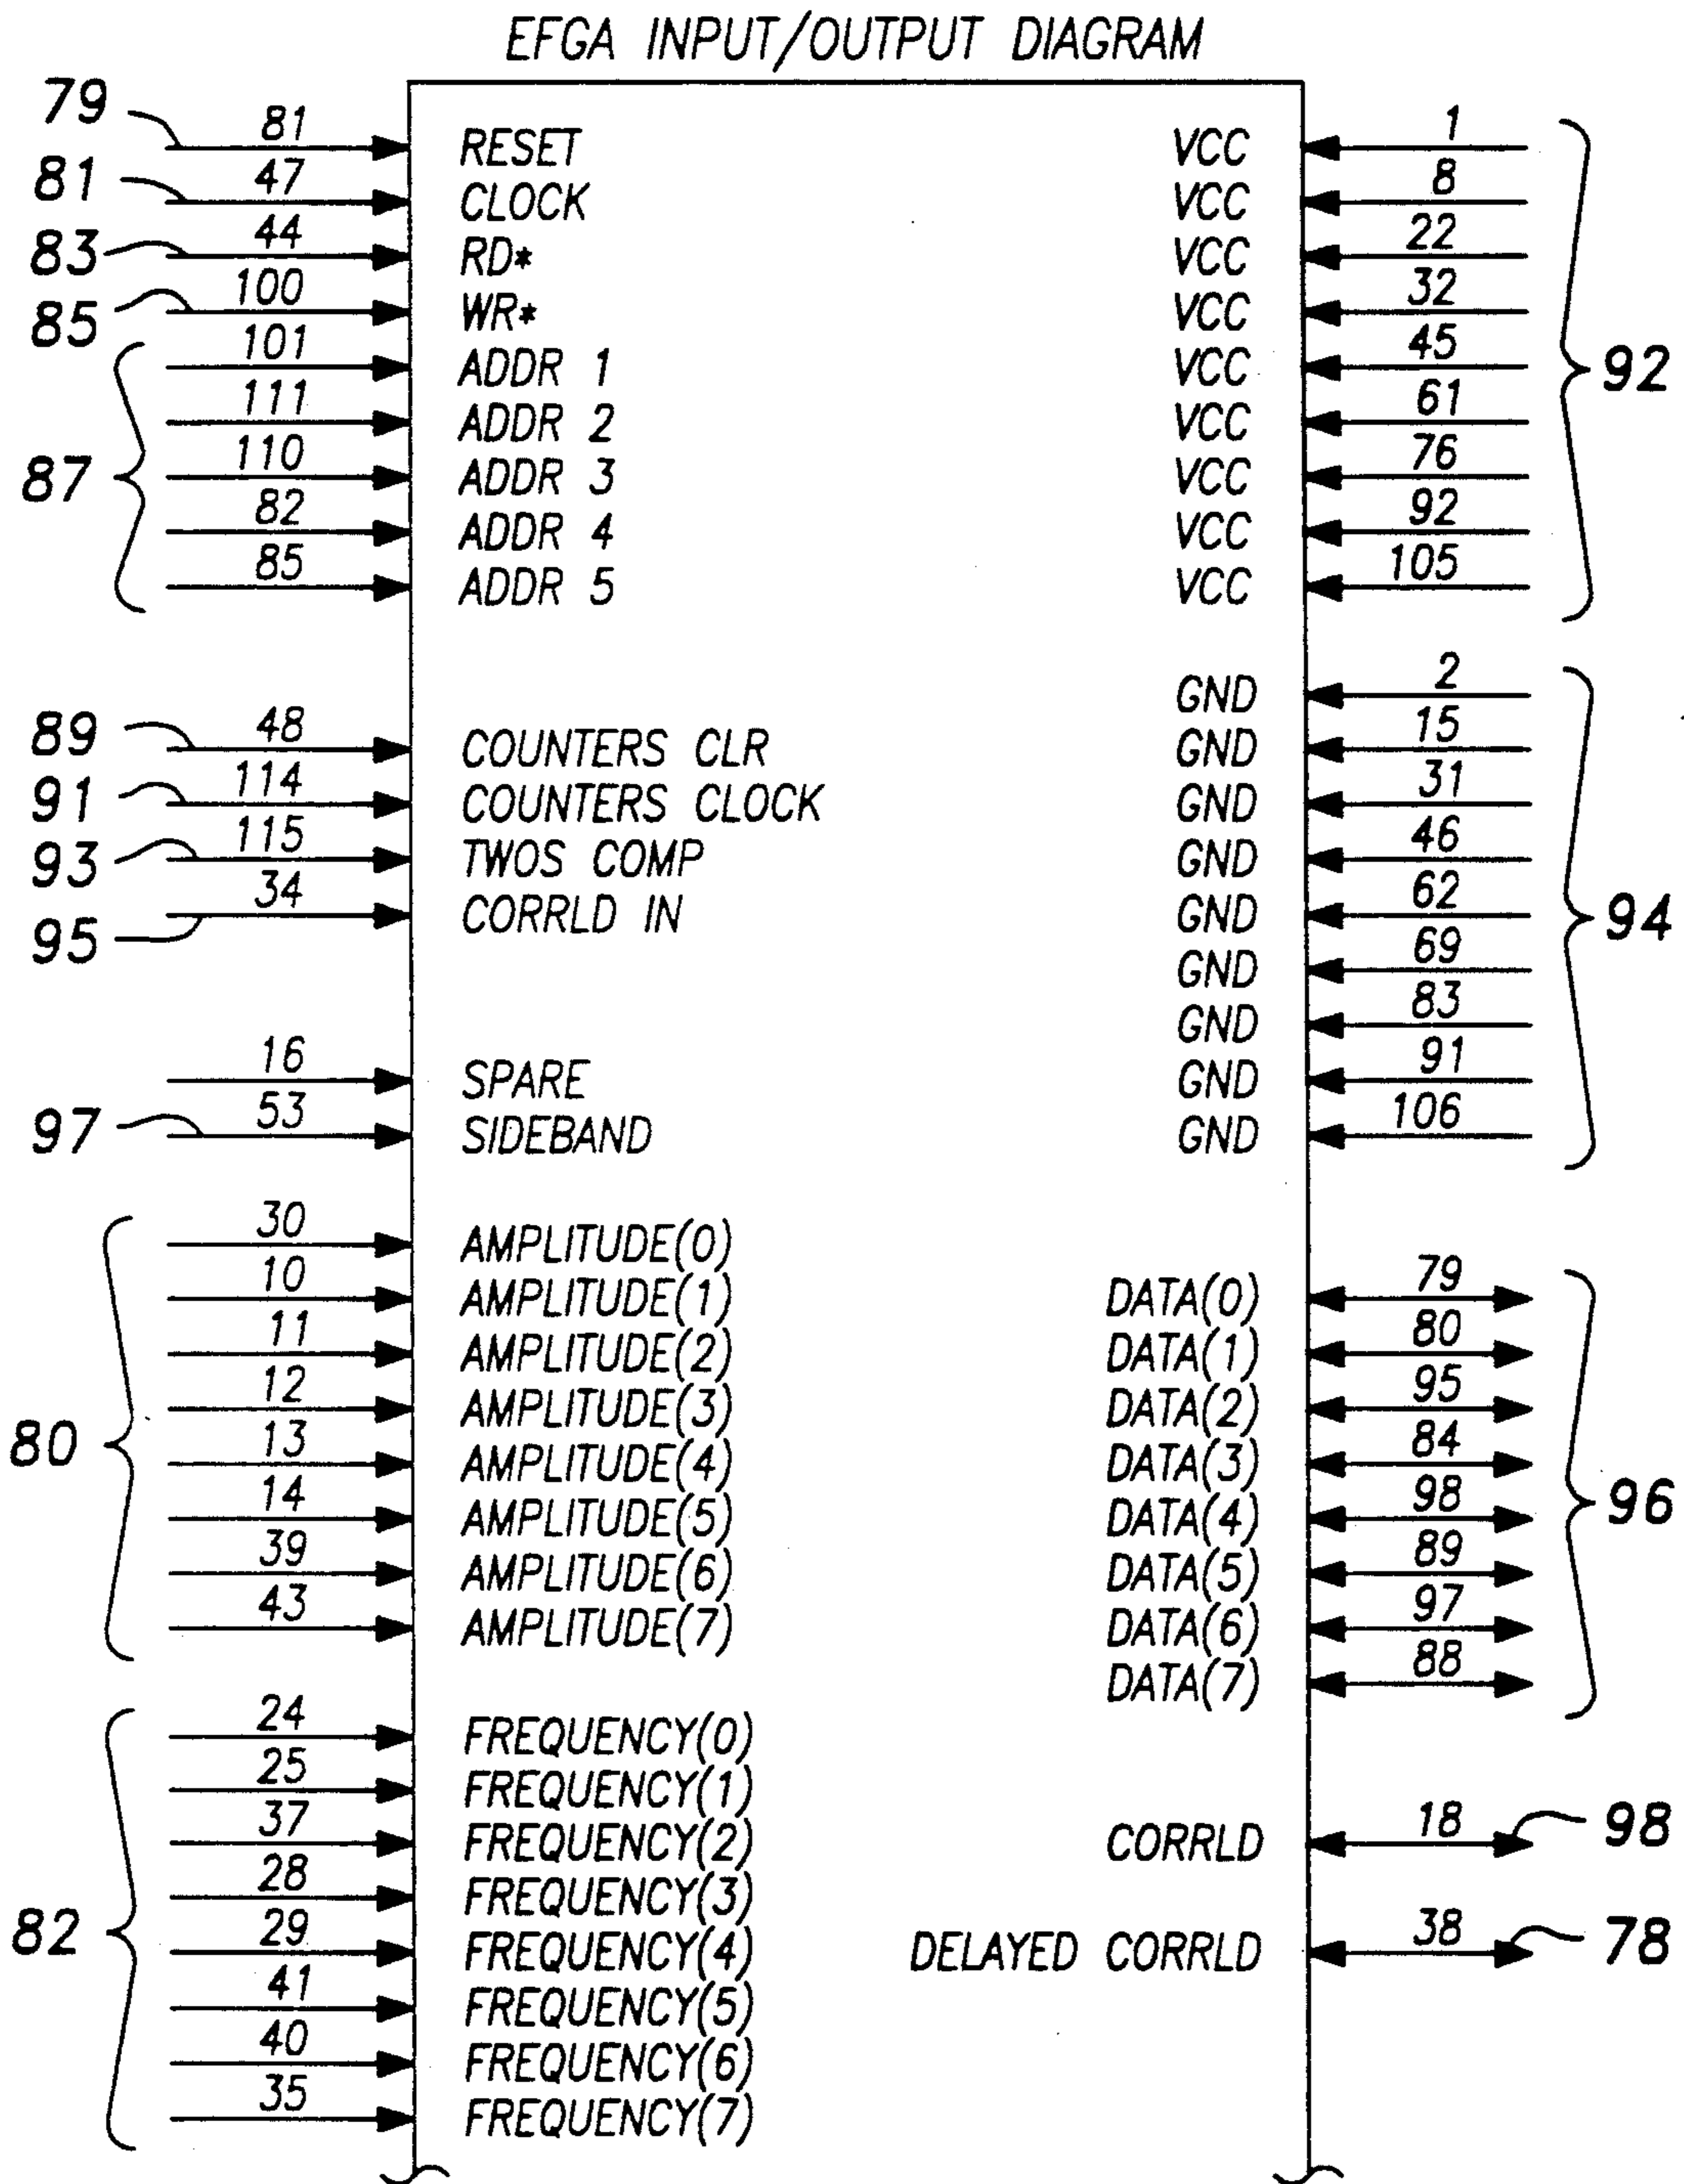 EFGA INPUT/OUTPUT DIAGRAM
79 81 RESET VCC 1
81 47 CLOCK VCC 8
83 44 RD* VCC 22
85 100 WR* VCC 32
101 ADDR 1 VCC 45 92
111 ADDR 2 VCC 61
87 110 ADDR 3 VCC 76
82 ADDR 4 VCC 92
85 ADDR 5 VCC 105
GND 2
89 48 COUNTERS CLR GND 15
91 114 COUNTERS CLOCK GND 31
93 115 TWOS COMP GND 46
95 34 CORRLD IN GND 62 94
GND 69
GND 83
16 SPARE GND 91
97 53 SIDEBAND GND 106
30 AMPLITUDE(0)
10 AMPLITUDE(1) DATA(0) 79
11 AMPLITUDE(2) DATA(1) 80
12 AMPLITUDE(3) DATA(2) 95
80 13 AMPLITUDE(4) DATA(3) 84
14 AMPLITUDE(5) DATA(4) 98 96
39 AMPLITUDE(6) DATA(5) 89
43 AMPLITUDE(7) DATA(6) 97
DATA(7) 88
24 FREQUENCY(0)
25 FREQUENCY(1)
37 FREQUENCY(2) CORRLD 18 98
28 FREQUENCY(3)
82 29 FREQUENCY(4) DELAYED CORRLD 38 78
41 FREQUENCY(5)
40 FREQUENCY(6)
35 FREQUENCY(7)